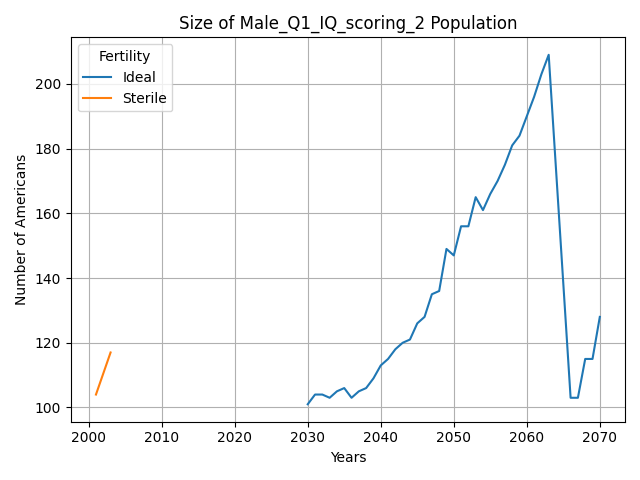 Size of Male_Q1_IQ_scoring_2 Population
Fertility
Ideal
Sterile
Number of Americans
200
180
160
140
120
100
2000 2010 2020 2030 2040 2050 2060 2070
Years